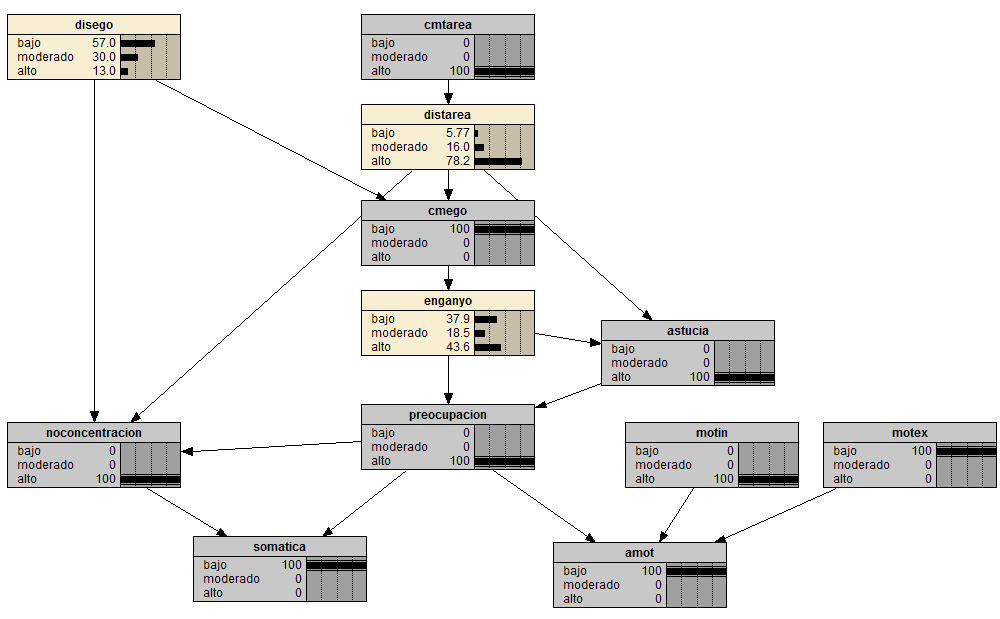 disego
bajo 57.0
moderado 30.0
alto 13.0
cmtarea
bajo 0
moderado 0
alto 100
distarea
bajo 5.77
moderado 16.0
alto 78.2
cmego
bajo 100
moderado 0
alto 0
enganyo
bajo 37.9
moderado 18.5
alto 43.6
astucia
bajo 0
moderado 0
alto 100
preocupacion
bajo 0
moderado 0
alto 100
noconcentracion
bajo 0
moderado 0
alto 100
motin
bajo 0
moderado 0
alto 100
motex
bajo 100
moderado 0
alto 0
somatica
bajo 100
moderado 0
alto 0
amot
bajo 100
moderado 0
alto 0